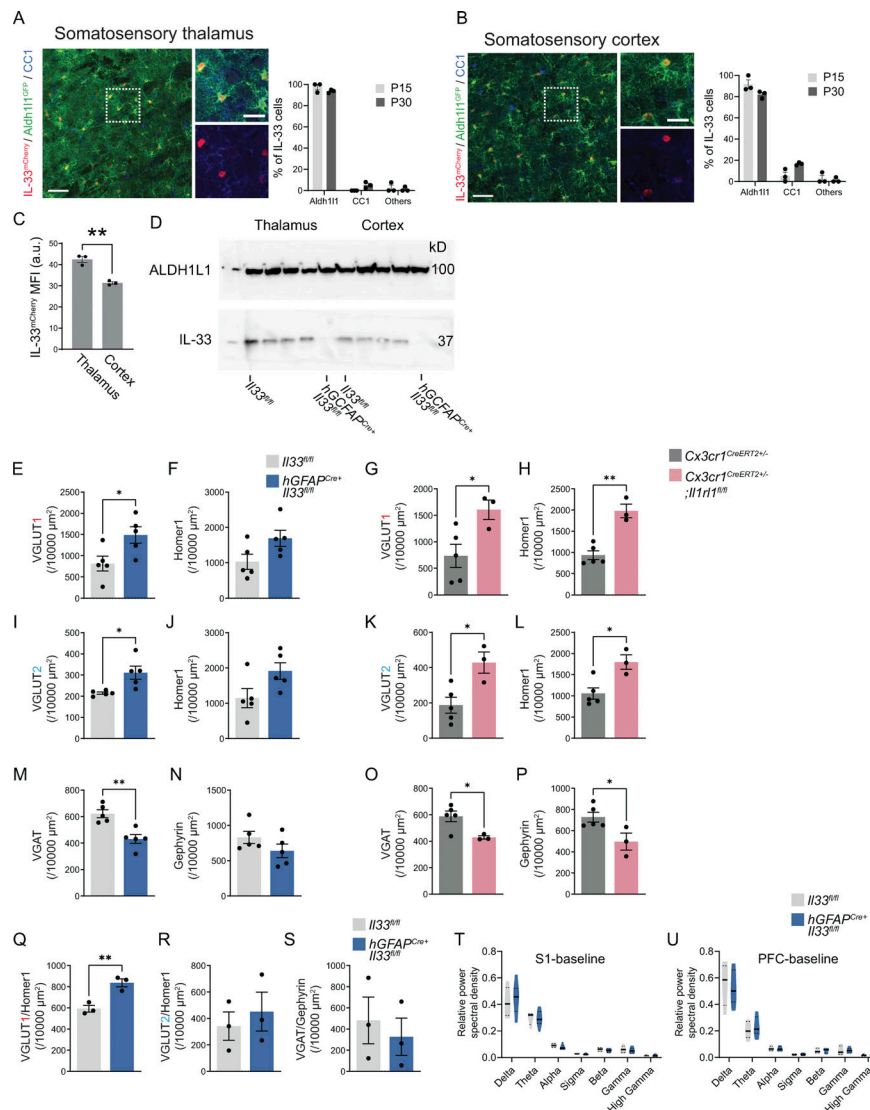 A
Somatosensory thalamus
IL-33mCherry/Aldh1l1GFP / CC1
% of IL-33 cells
100
80
60
40
20
0
P15
P30
Aldh1l1
CC1
Others
B
Somatosensory cortex
IL-33mCherry/Aldh1l1GFP / CC1
% of IL-33 cells
100
80
60
40
20
0
P15
P30
Aldh1l1
CC1
Others
C
IL-33mCherry MFI (a.u.)
50
40
30
20
10
0
**
Thalamus
Cortex
D
Thalamus
Cortex
kD
ALDH1L1
100
IL-33
37
Il33fl/fl
hGCFAPCre+
Il33fl/fl
Il33fl/fl
hGCFAPCre+
Il33fl/fl
Il33fl/fl
hGFAPCre+
Il33fl/fl
Cx3cr1CreERT2+/-
Cx3cr1CreERT2+/-
;Il1rl1fl/fl
E
VGLUT1
(/10000 µm²)
2500
2000
1500
1000
500
0
*
F
Homer1
(/10000 µm²)
3000
2000
1000
0
G
VGLUT1
(/10000 µm²)
2500
2000
1500
1000
500
0
*
H
Homer1
(/10000 µm²)
2500
2000
1500
1000
500
0
**
I
VGLUT2
(/10000 µm²)
500
400
300
200
100
0
*
J
Homer1
(/10000 µm²)
3000
2000
1000
0
K
VGLUT2
(/10000 µm²)
600
400
200
0
*
L
Homer1
(/10000 µm²)
2500
2000
1500
1000
500
0
*
M
VGAT
(/10000 µm²)
1000
800
600
400
200
0
**
N
Gephyrin
(/10000 µm²)
1500
1000
500
0
O
VGAT
(/10000 µm²)
800
600
400
200
0
*
P
Gephyrin
(/10000 µm²)
1000
800
600
400
200
0
*
Il33fl/fl
hGFAPCre+
Il33fl/fl
Il33fl/fl
hGFAPCre+
Il33fl/fl
Q
VGLUT1/Homer1
(/10000 µm²)
1000
800
600
400
200
0
**
R
VGLUT2/Homer1
(/10000 µm²)
1000
800
600
400
200
0
S
VGAT/Gephyrin
(/10000 µm²)
1000
800
600
400
200
0
T
S1-baseline
Relative power
spectral density
0.8
0.6
0.4
0.2
0.0
Delta
Theta
Alpha
Sigma
Beta
Gamma
High Gamma
U
PFC-baseline
Relative power
spectral density
0.8
0.6
0.4
0.2
0.0
Delta
Theta
Alpha
Sigma
Beta
Gamma
High Gamma